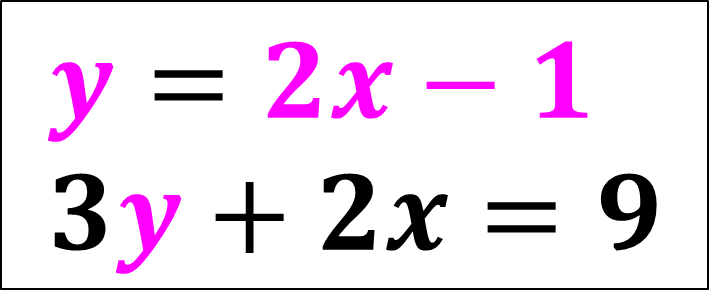 y = 2x − 1
3y + 2x = 9